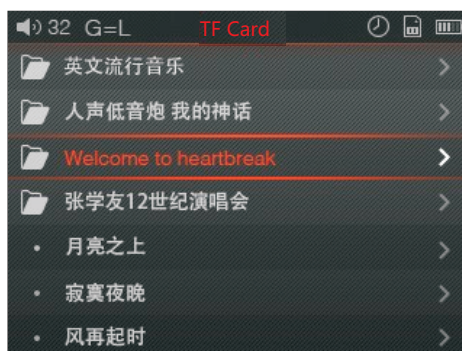 32 G=L TF Card
英文流行音乐
人声低音炮 我的神话
Welcome to heartbreak
张学友12世纪演唱会
月亮之上
寂寞夜晚
风再起时